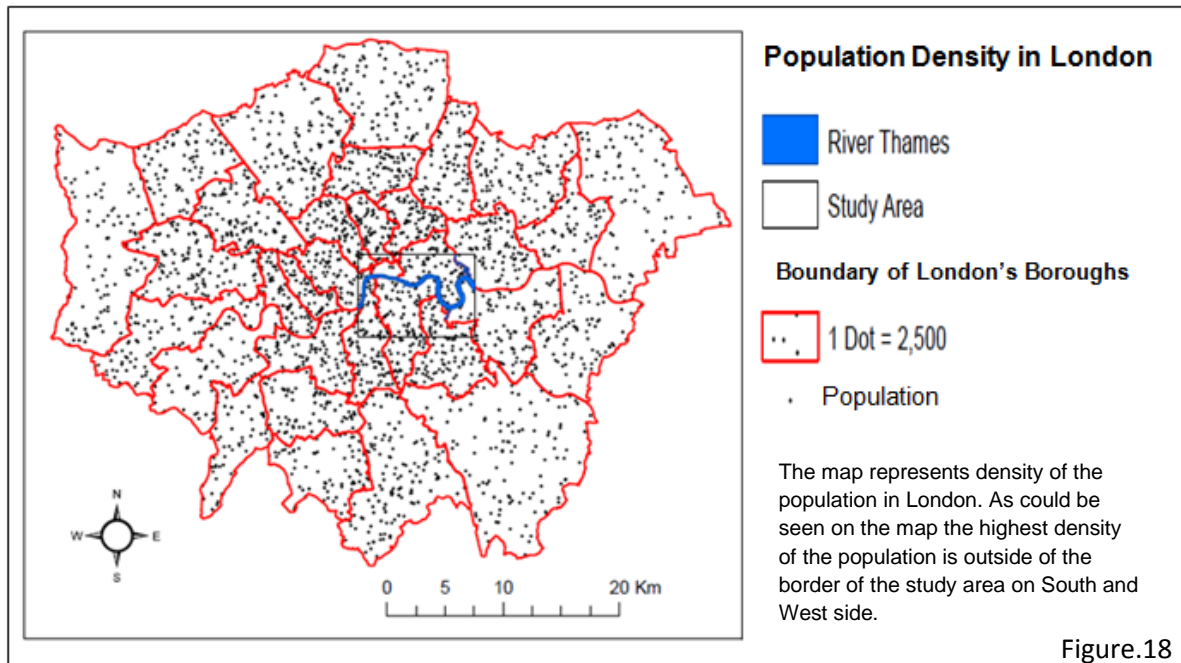 Population Density in London
River Thames
Study Area
Boundary of London's Boroughs
1 Dot = 2,500
Population
The map represents density of the
population in London. As could be
seen on the map the highest density
of the population is outside of the
border of the study area on South and
West side.
N
W E
S
0 5 10 20 Km
Figure.18